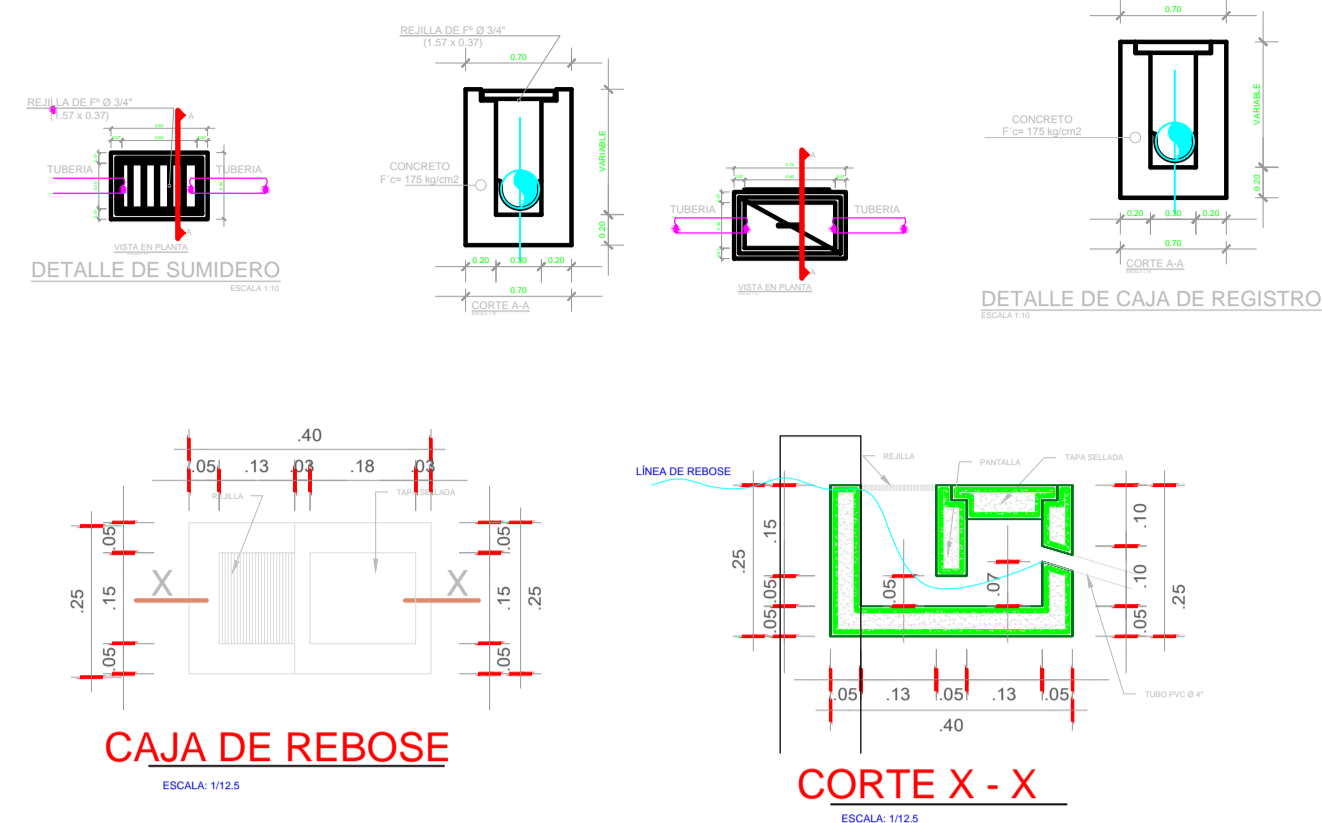 REJILLA DE Fº Ø 3/4"
(1.57 x 0.37)
A
TUBERIA
TUBERIA
A
VISTA EN PLANTA
DETALLE DE SUMIDERO
ESCALA 1:10
REJILLA DE Fº Ø 3/4"
(1.57 x 0.37)
0.70
CONCRETO
F´c= 175 kg/cm2
VARIABLE
0.20
0.20
0.30
0.20
0.70
CORTE A-A
A
TUBERIA
TUBERIA
A
VISTA EN PLANTA
0.70
CONCRETO
F´c= 175 kg/cm2
VARIABLE
0.20
0.20
0.30
0.20
0.70
CORTE A-A
DETALLE DE CAJA DE REGISTRO
ESCALA 1:10
.40
.05
.13
.03
.18
.03
REJILLA
TAPA SELLADA
.25
.05
.15
.05
X
X
.05
.15
.05
.25
CAJA DE REBOSE
ESCALA: 1/12.5
LÍNEA DE REBOSE
REJILLA
PANTALLA
TAPA SELLADA
.25
.15
.05
.05
.05
.07
.10
.10
.05
.25
.05
.13
.05
.13
.05
.40
TUBO PVC Ø 4"
CORTE X - X
ESCALA: 1/12.5